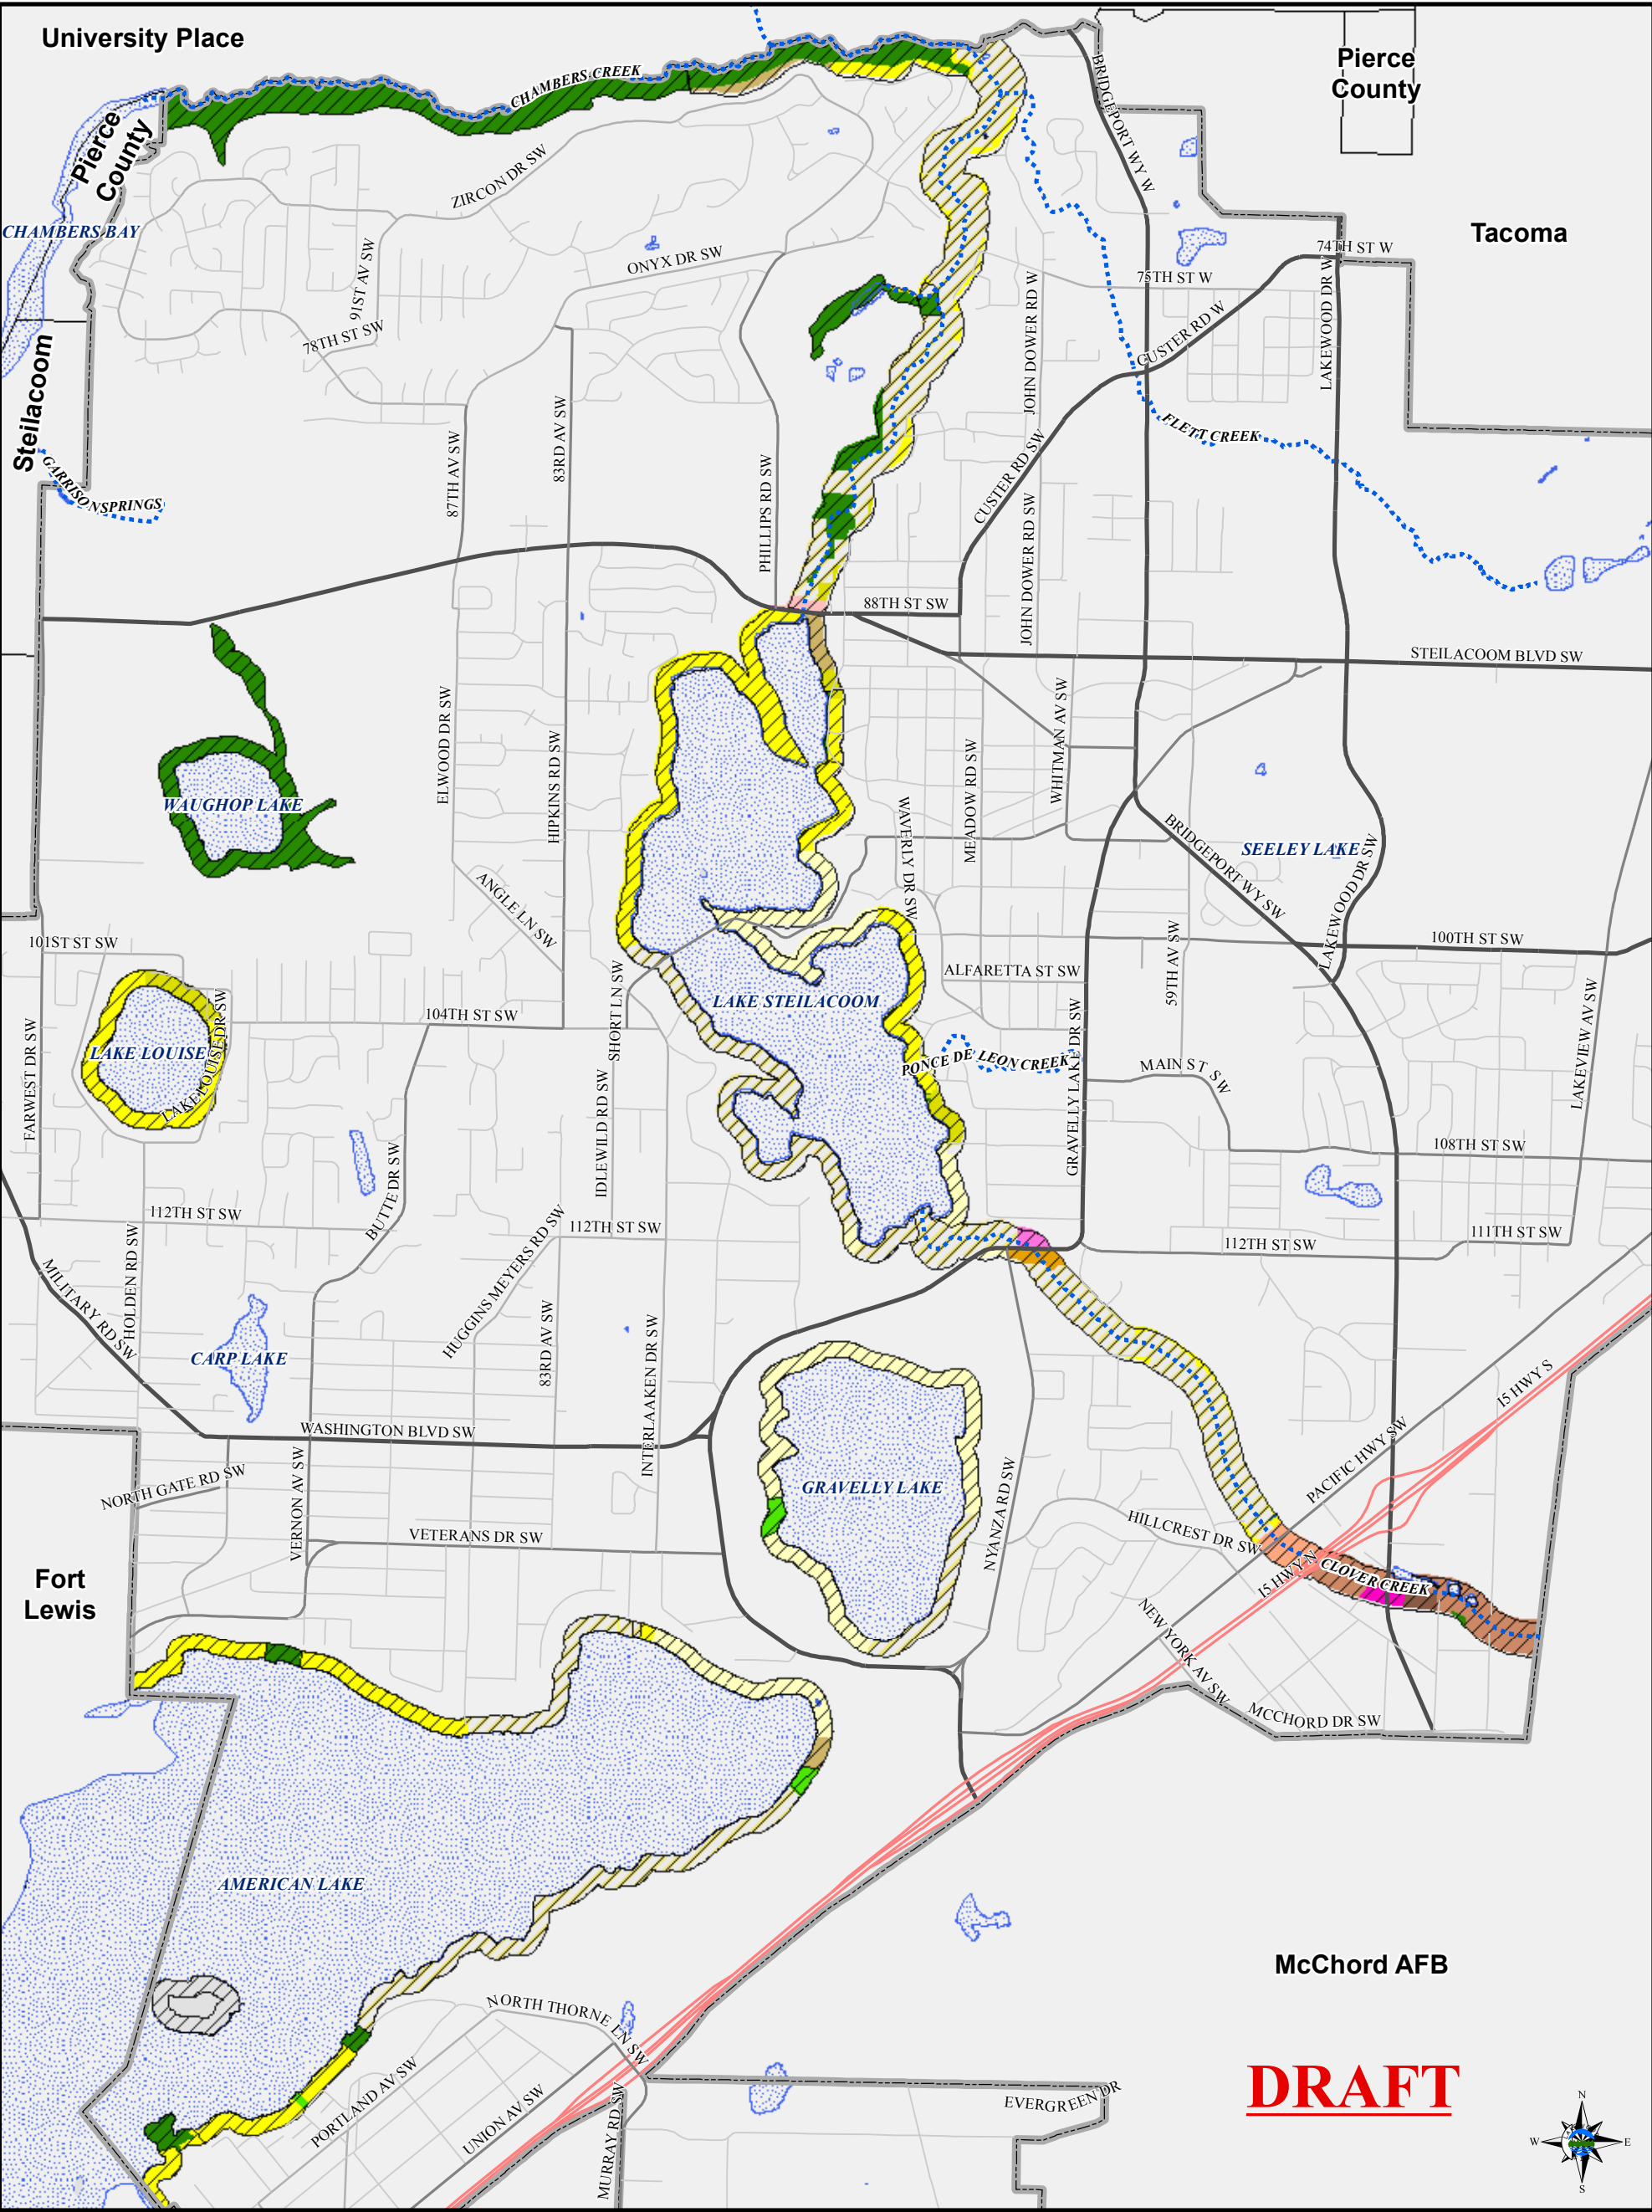 University Place
Pierce
County
CHAMBERS CREEK
BRIDGEPORT WY W
Pierce
County
ZIRCON DR SW
CHAMBERS BAY
Tacoma
74TH ST W
ONYX DR SW
75TH ST W
91ST AV SW
JOHN DOWER RD W
LAKEWOOD DR W
78TH ST SW
CUSTER RD W
Steilacoom
83RD AV SW
FLETT CREEK
87TH AV SW
CUSTER RD SW
GARRISONSPRINGS
PHILLIPS RD SW
JOHN DOWER RD SW
88TH ST SW
STEILACOOM BLVD SW
ELWOOD DR SW
HIPKINS RD SW
WHITMAN AV SW
MEADOW RD SW
WAUGHOP LAKE
WAVERLY DR SW
BRIDGEPORT WY SW
SEELEY LAKE
LAKEWOOD DR SW
ANGLE LN SW
101ST ST SW
100TH ST SW
59TH AV SW
ALFARETTA ST SW
LAKE STEILACOOM
SHORT LN SW
104TH ST SW
LAKE LOUISE
LAKE LOUISE DR SW
FARWEST DR SW
PONCE DE LEON CREEK
GRAVELLY LAKE DR SW
MAIN ST SW
LAKEVIEW AV SW
IDLEWILD RD SW
108TH ST SW
BUTTE DR SW
112TH ST SW
112TH ST SW
112TH ST SW
111TH ST SW
HOLDEN RD SW
HUGGINS MEYERS RD SW
MILITARY RD SW
CARP LAKE
83RD AV SW
INTERLAAKEN DR SW
I5 HWY S
WASHINGTON BLVD SW
PACIFIC HWY SW
NORTH GATE RD SW
VERNON AV SW
GRAVELLY LAKE
NYANZA RD SW
VETERANS DR SW
HILLCREST DR SW
I5 HWY N
CLOVER CREEK
Fort
Lewis
NEW YORK AV SW
MCCHORD DR SW
AMERICAN LAKE
McChord AFB
NORTH THORNE LN SW
PORTLAND AV SW
UNION AV SW
MURRAY RD SW
EVERGREEN DR
DRAFT
N
W
E
S